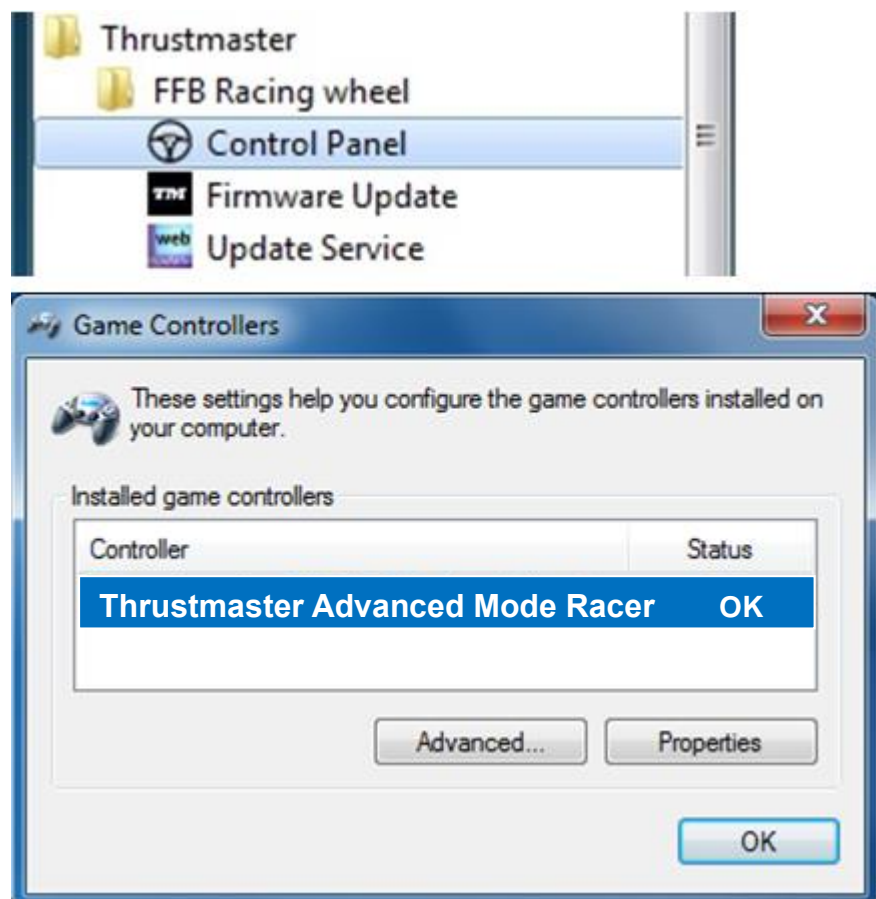 Thrustmaster
FFB Racing wheel
Control Panel
TM Firmware Update
web Update Service
Game Controllers
These settings help you configure the game controllers installed on
your computer.
Installed game controllers
Controller Status
Thrustmaster Advanced Mode Racer OK
Advanced... Properties
OK